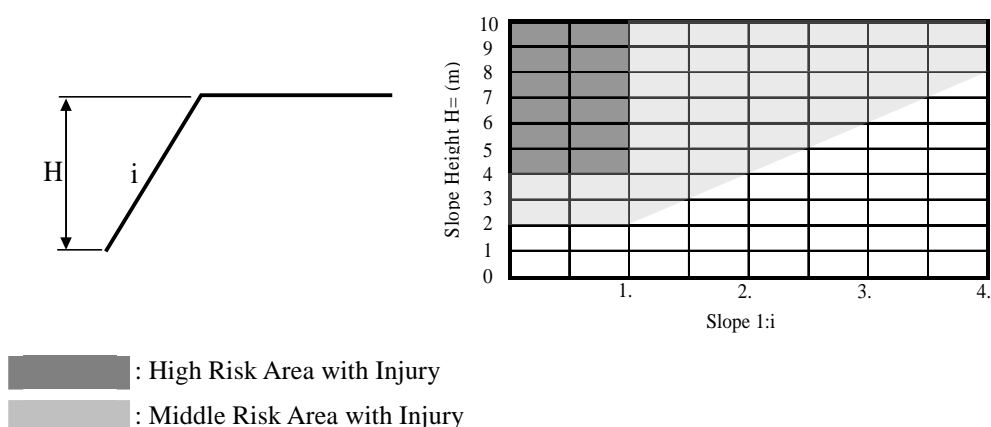 H
i
Slope Height H= (m)
10
9
8
7
6
5
4
3
2
1
0
1.
2.
3.
4.
Slope 1:i
: High Risk Area with Injury
: Middle Risk Area with Injury